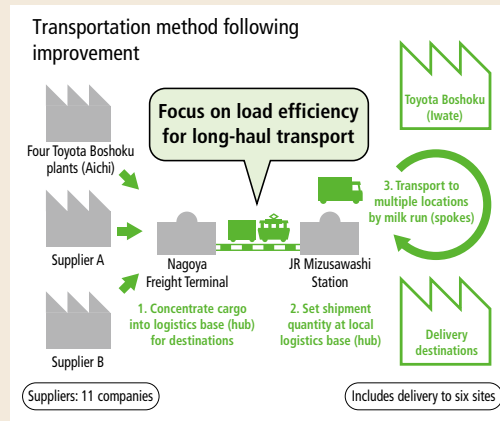 Transportation method following
improvement
Focus on load efficiency
for long-haul transport
Four Toyota Boshoku
plants (Aichi)
Supplier A
Supplier B
Nagoya
Freight Terminal
JR Mizusawashi
Station
1. Concentrate cargo
into logistics base (hub)
for destinations
2. Set shipment
quantity at local
logistics base (hub)
Toyota Boshoku
(Iwate)
3. Transport to
multiple locations
by milk run (spokes)
Delivery
destinations
Suppliers: 11 companies
Includes delivery to six sites